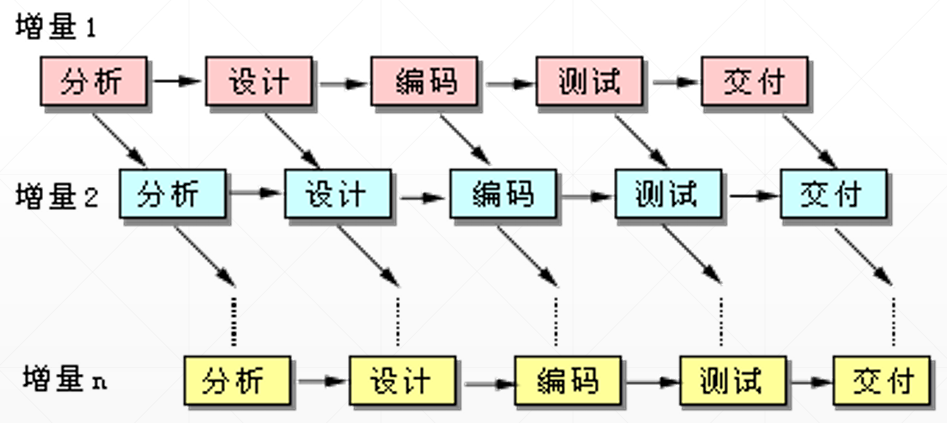 增量1
分析 设计 编码 测试 交付
增量2 分析 设计 编码 测试 交付
增量n 分析 设计 编码 测试 交付